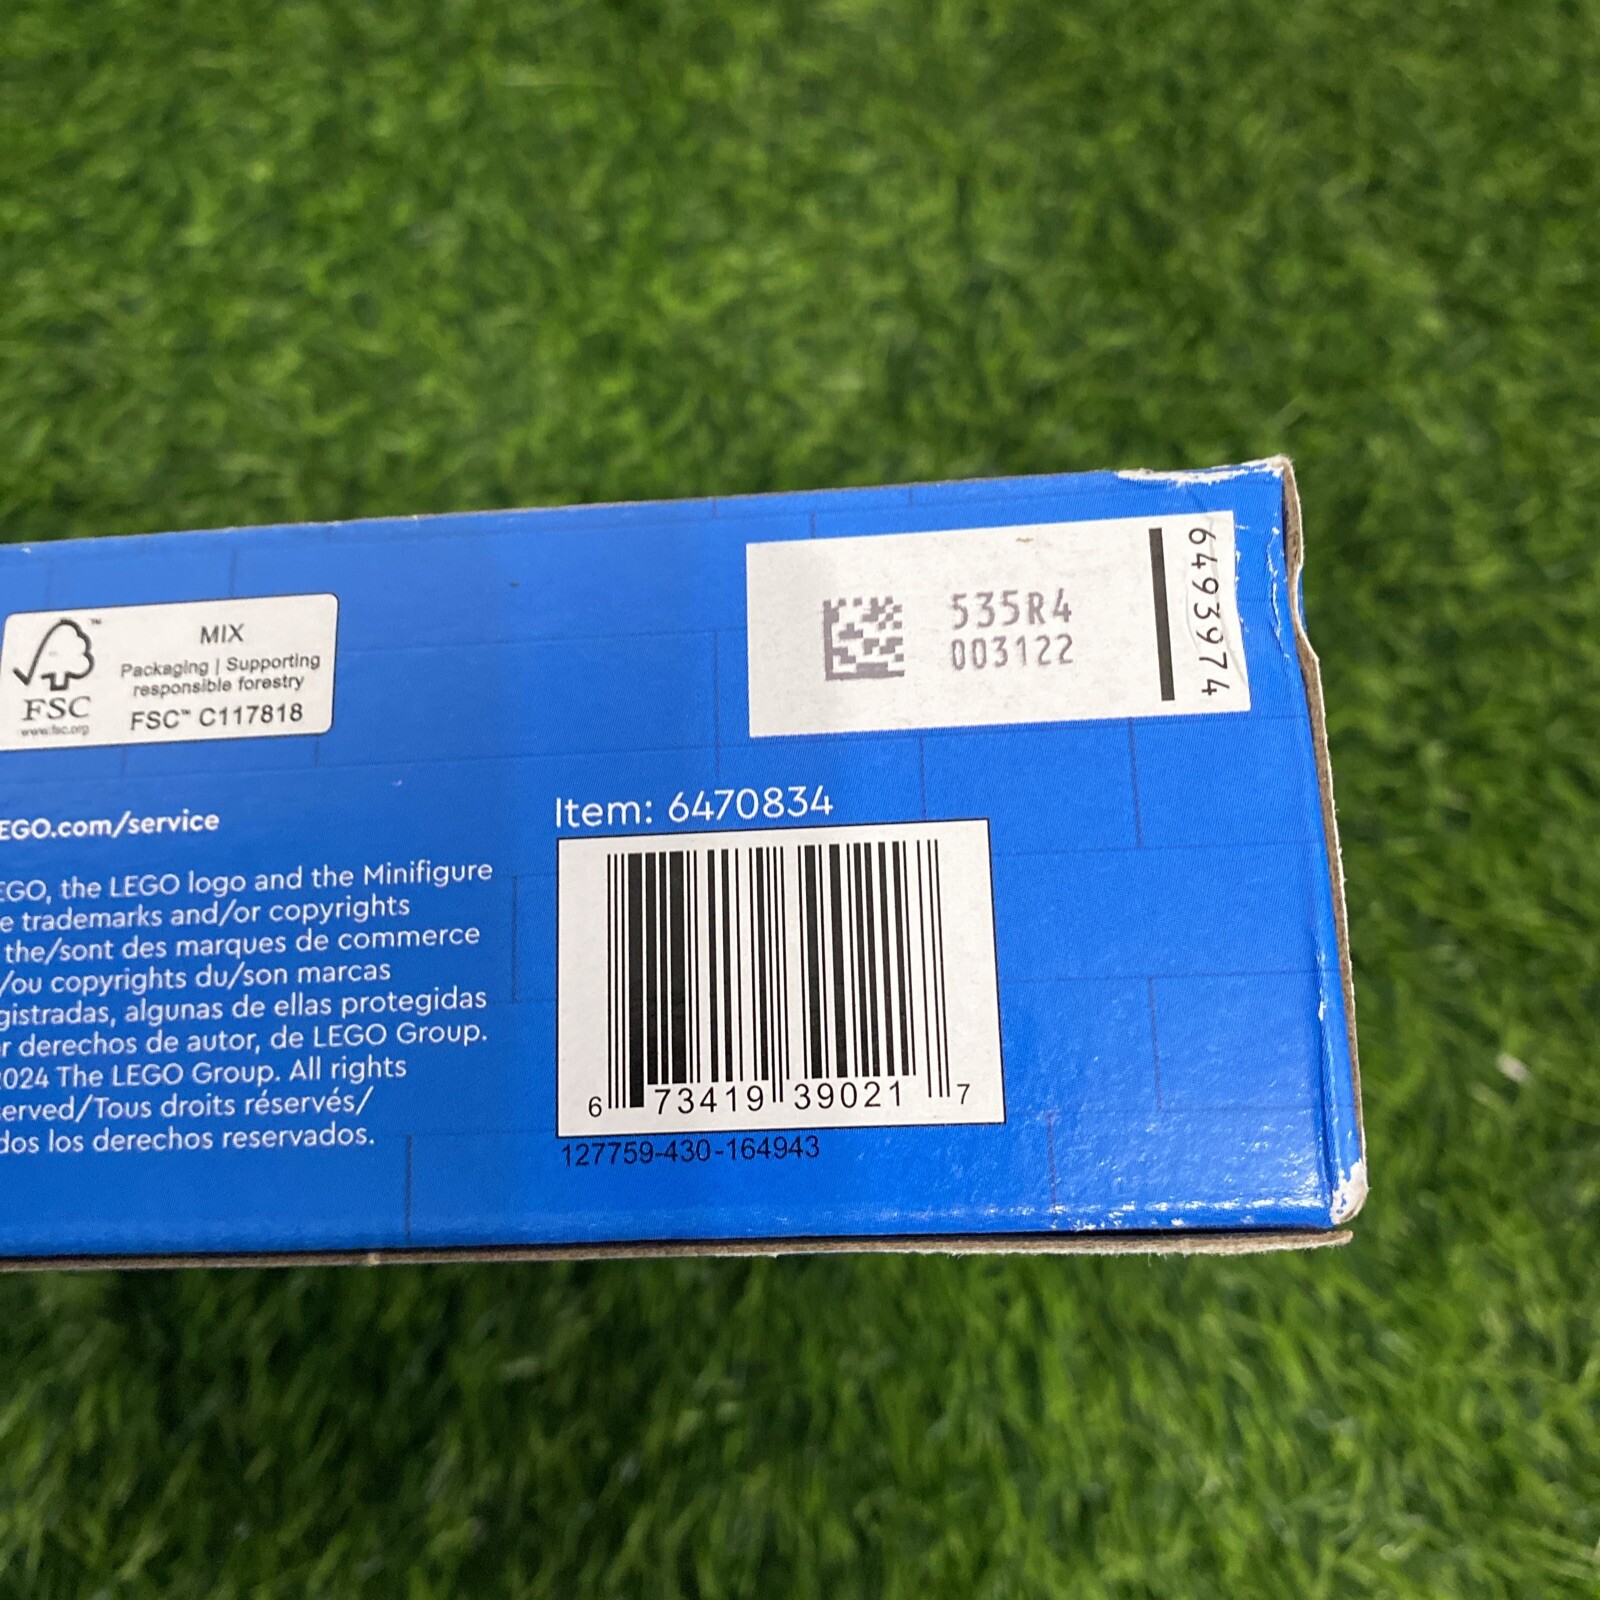 ™
FSC
www.fsc.org
MIX
Packaging | Supporting
responsible forestry
FSC™ C117818
535R4
003122
6493974
EGO.com/service
EGO, the LEGO logo and the Minifigure
e trademarks and/or copyrights
the/sont des marques de commerce
/ou copyrights du/son marcas
gistradas, algunas de ellas protegidas
r derechos de autor, de LEGO Group.
024 The LEGO Group. All rights
served/Tous droits réservés/
dos los derechos reservados.
Item: 6470834
6 73419 39021 7
127759-430-164943